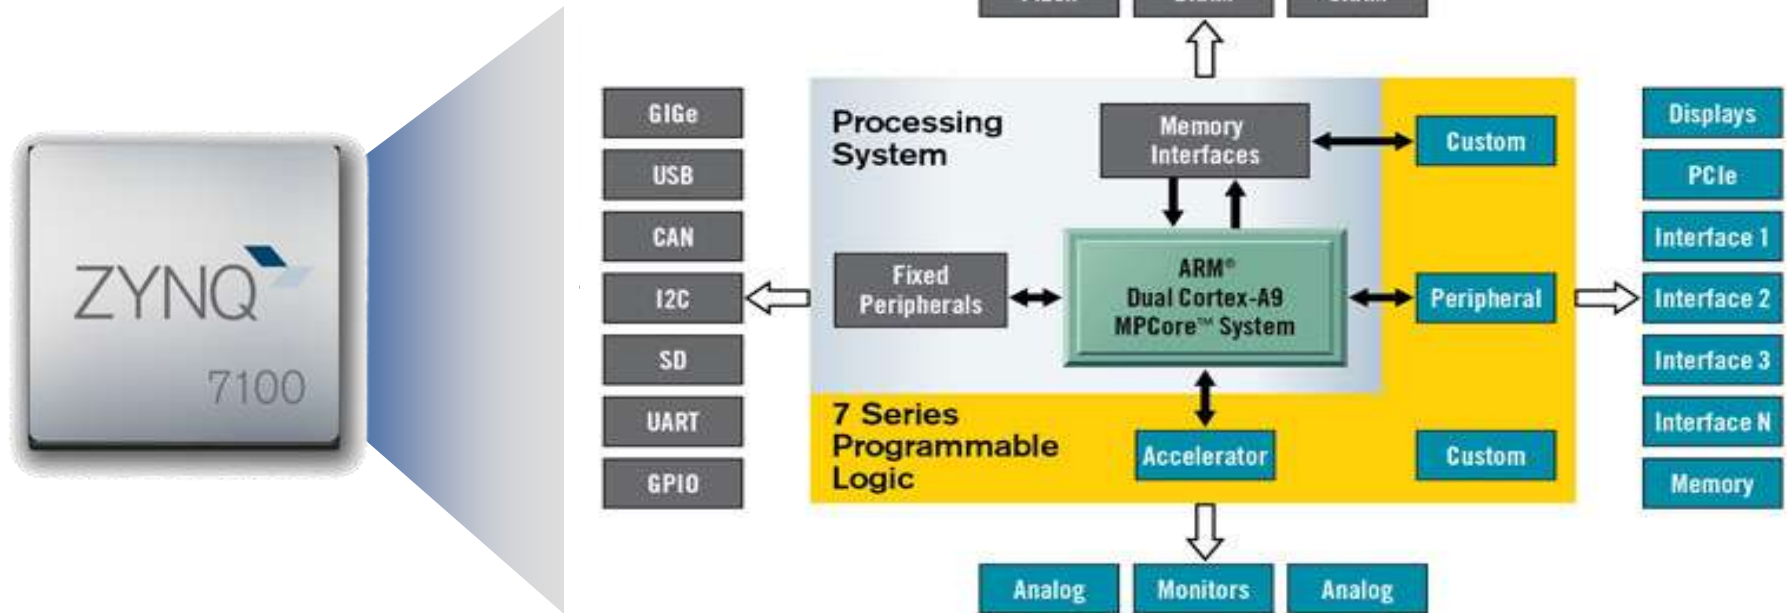 GIGe
USB
CAN
I2C
SD
UART
GPIO
ZYNQ
7100
Processing
System
Memory
Interfaces
Custom
Fixed
Peripherals
ARM®
Dual Cortex-A9
MPCore™ System
Peripheral
7 Series
Programmable
Logic
Accelerator
Custom
Displays
PCIe
Interface 1
Interface 2
Interface 3
Interface N
Memory
Analog
Monitors
Analog